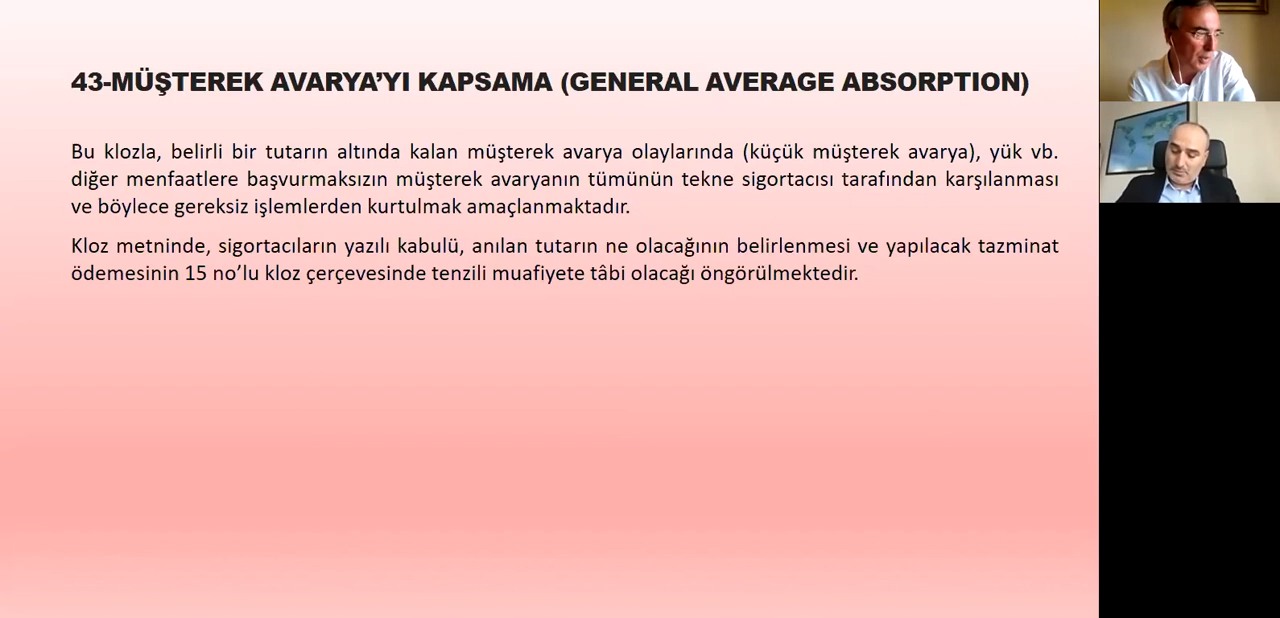 43-MÜŞTEREK AVARYA’YI KAPSAMA (GENERAL AVERAGE ABSORPTION)
Bu klozla, belirli bir tutarın altında kalan müşterek avarya olaylarında (küçük müşterek avarya), yük vb.
diğer menfaatlere başvurmaksızın müşterek avaryanın tümünün tekne sigortacısı tarafından karşılanması
ve böylece gereksiz işlemlerden kurtulmak amaçlanmaktadır.
Kloz metninde, sigortacıların yazılı kabulü, anılan tutarın ne olacağının belirlenmesi ve yapılacak tazminat
ödemesinin 15 no’lu kloz çerçevesinde tenzili muafiyete tâbi olacağı öngörülmektedir.